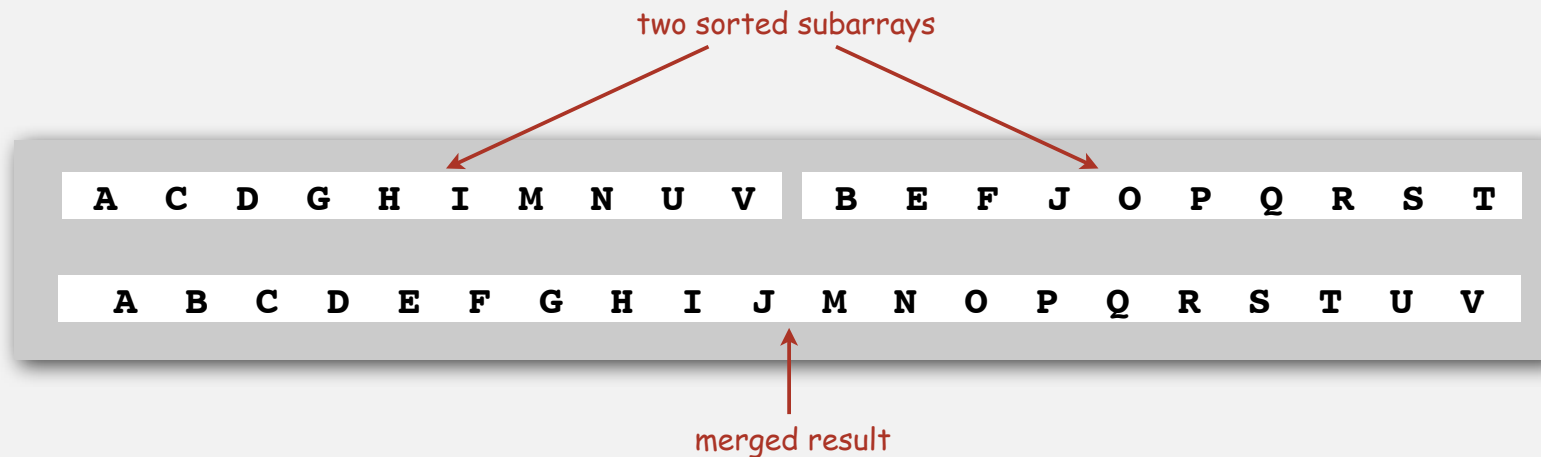 two sorted subarrays
A C D G H I M N U V B E F J O P Q R S T
A B C D E F G H I J M N O P Q R S T U V
merged result